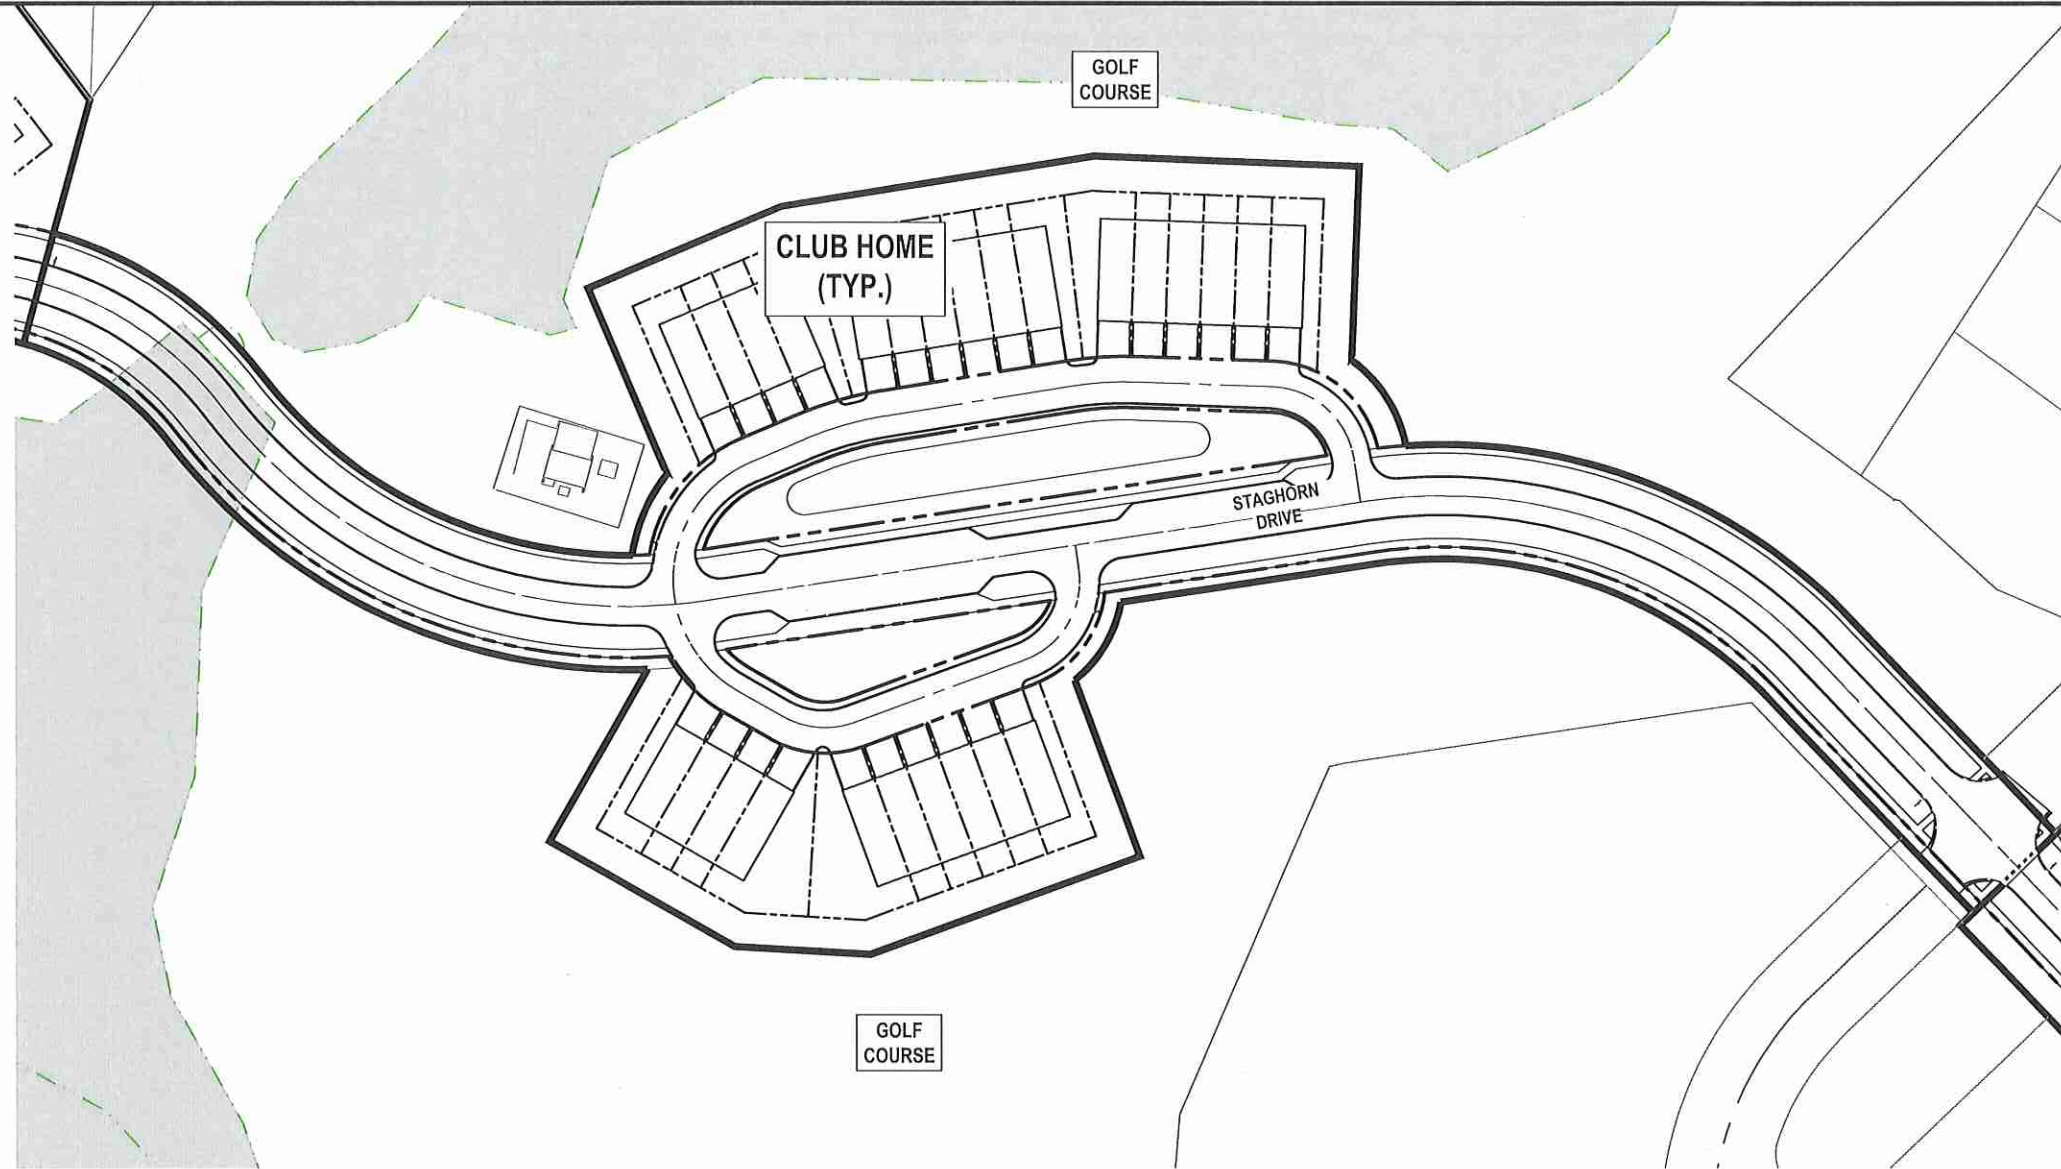 GOLF
COURSE
CLUB HOME
(TYP.)
STAGHORN
DRIVE
GOLF
COURSE